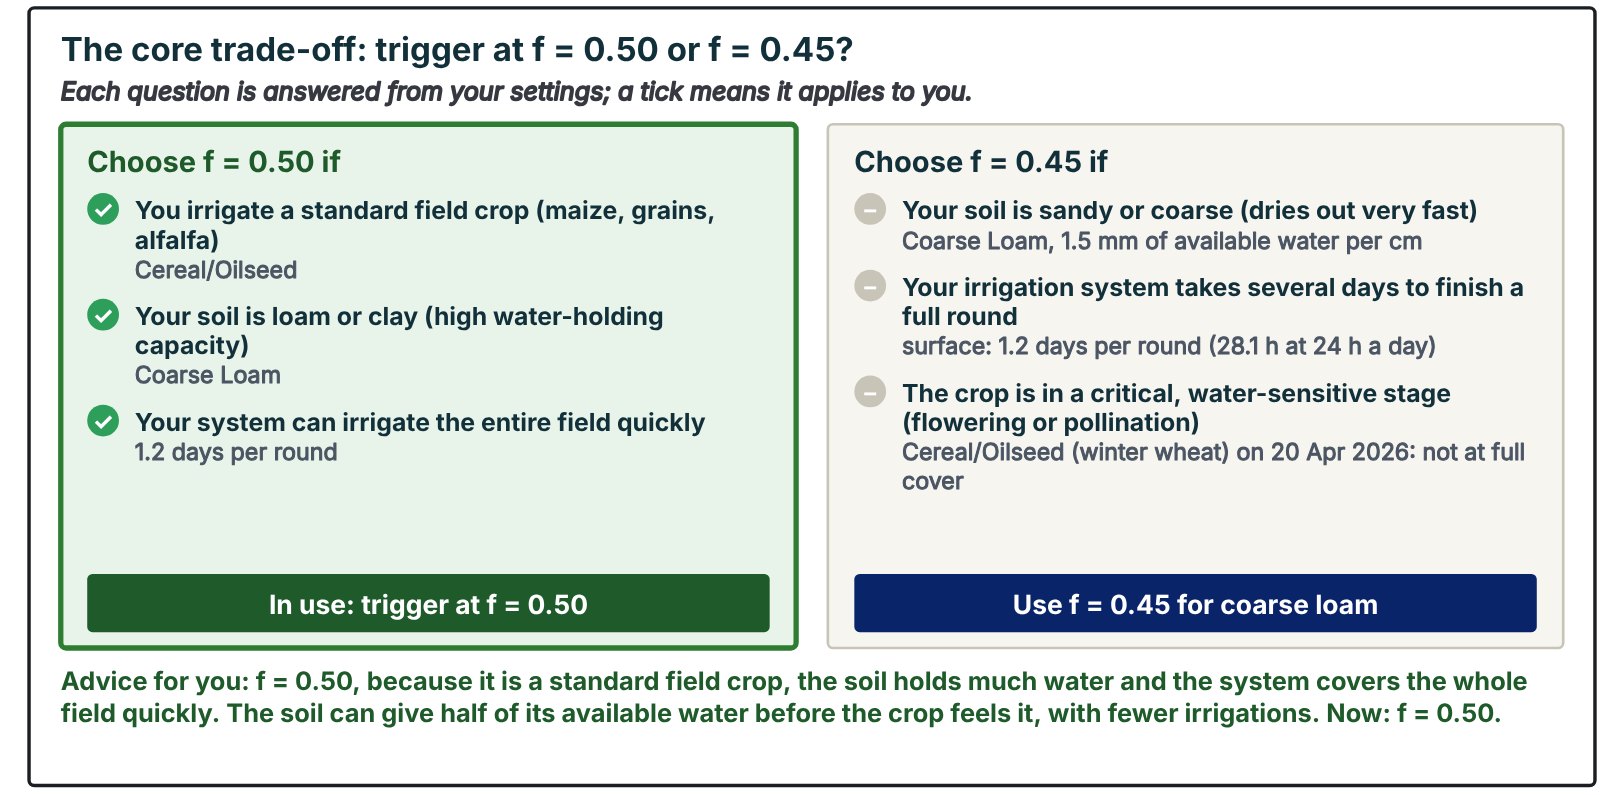 The core trade-off: trigger at f = 0.50 or f = 0.45?
Each question is answered from your settings; a tick means it applies to you.
Choose f = 0.50 if
You irrigate a standard field crop (maize, grains,
alfalfa)
Cereal/Oilseed
Your soil is loam or clay (high water-holding
capacity)
Coarse Loam
Your system can irrigate the entire field quickly
1.2 days per round
In use: trigger at f = 0.50
Choose f = 0.45 if
Your soil is sandy or coarse (dries out very fast)
Coarse Loam, 1.5 mm of available water per cm
Your irrigation system takes several days to finish a
full round
surface: 1.2 days per round (28.1 h at 24 h a day)
The crop is in a critical, water-sensitive stage
(flowering or pollination)
Cereal/Oilseed (winter wheat) on 20 Apr 2026: not at full
cover
Use f = 0.45 for coarse loam
Advice for you: f = 0.50, because it is a standard field crop, the soil holds much water and the system covers the whole
field quickly. The soil can give half of its available water before the crop feels it, with fewer irrigations. Now: f = 0.50.